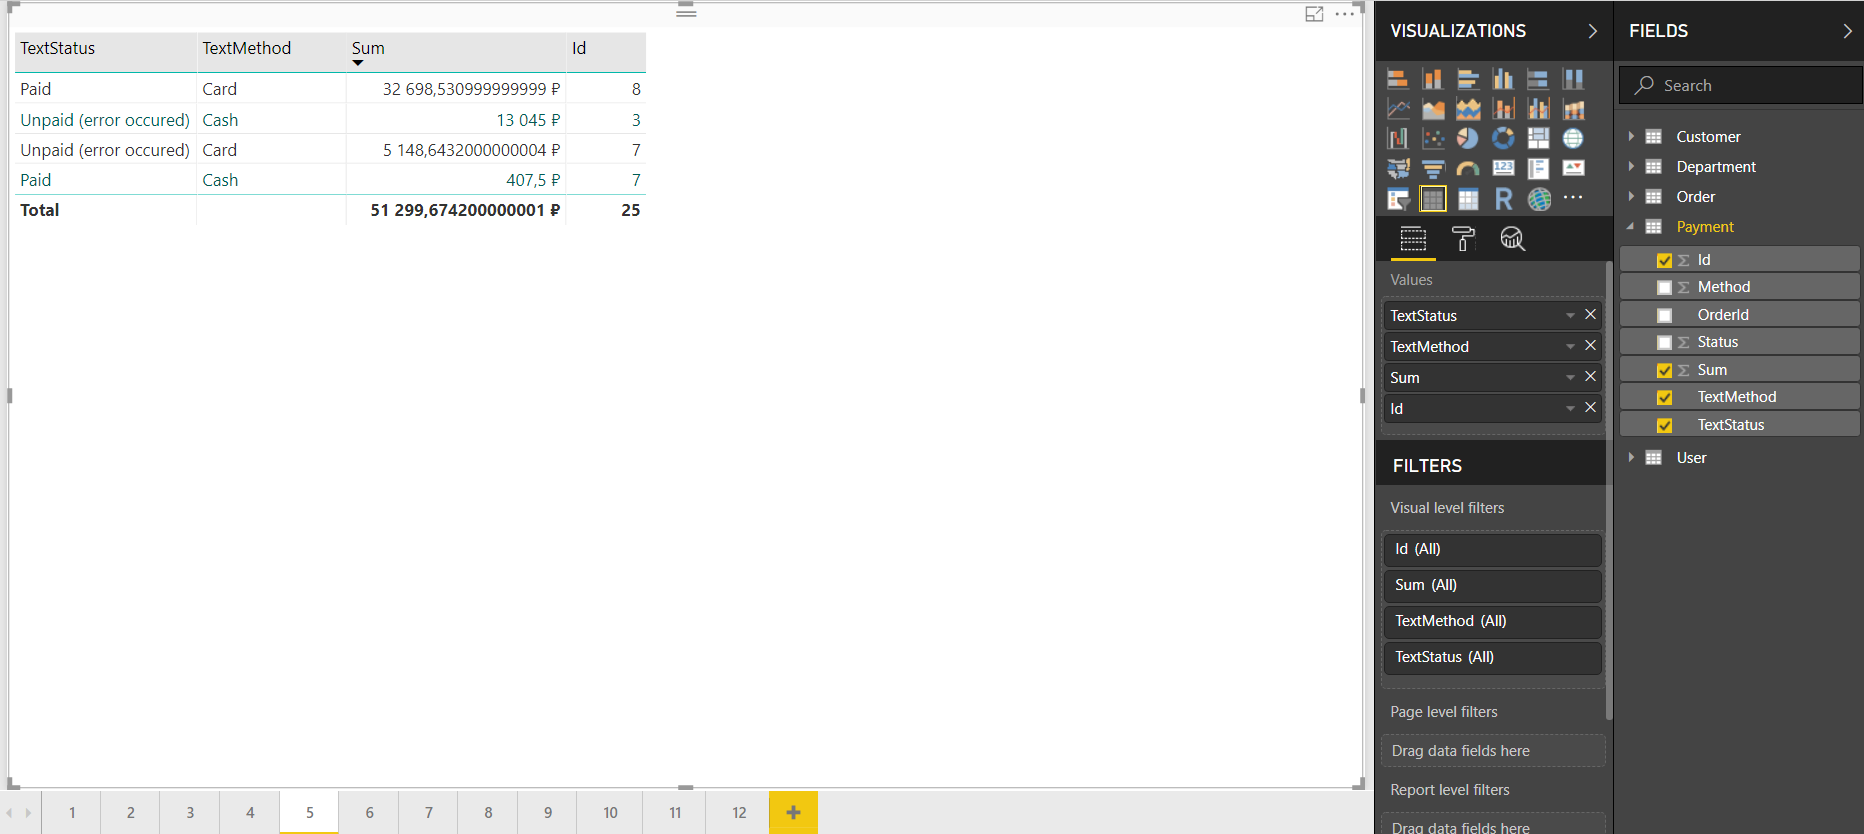 TextStatus TextMethod Sum Id
Paid Card 32 698,530999999999 ₽ 8
Unpaid (error occured) Cash 13 045 ₽ 3
Unpaid (error occured) Card 5 148,6432000000004 ₽ 7
Paid Cash 407,5 ₽ 7
Total 51 299,674200000001 ₽ 25
1 2 3 4 5 6 7 8 9 10 11 12
VISUALIZATIONS
123
R
Values
TextStatus
TextMethod
Sum
Id
FILTERS
Visual level filters
Id (All)
Sum (All)
TextMethod (All)
TextStatus (All)
Page level filters
Drag data fields here
Report level filters
Drag data fields here
FIELDS
Search
Customer
Department
Order
Payment
Id
Method
OrderId
Status
Sum
TextMethod
TextStatus
User